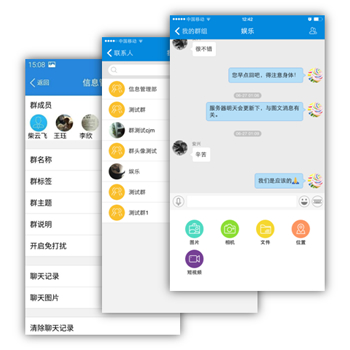 15:08
返回
信息管
群成员
柴云飞
王珏
李欣
群名称
群标签
群主题
群说明
开启免打扰
聊天记录
聊天图片
清除聊天记录
中国移动
联系人
信息管理部
测试群
群测试qjm
群头像测试
娱乐
测试群
测试群1
中国移动
12:42
我的群组
娱乐
很不错
您早点回吧，得注意身体！
服务器明天会更新下，与图文消息有关。
辛苦
我们是应该的
图片
相机
文件
位置
短视频